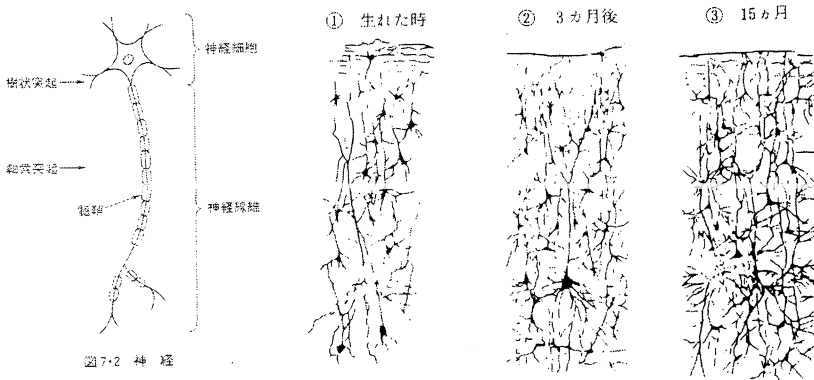 神経細胞
樹状突起
軸索突起
髄鞘
神経線維
図7・2 神 経
① 生れた時
② 3カ月後
③ 15カ月